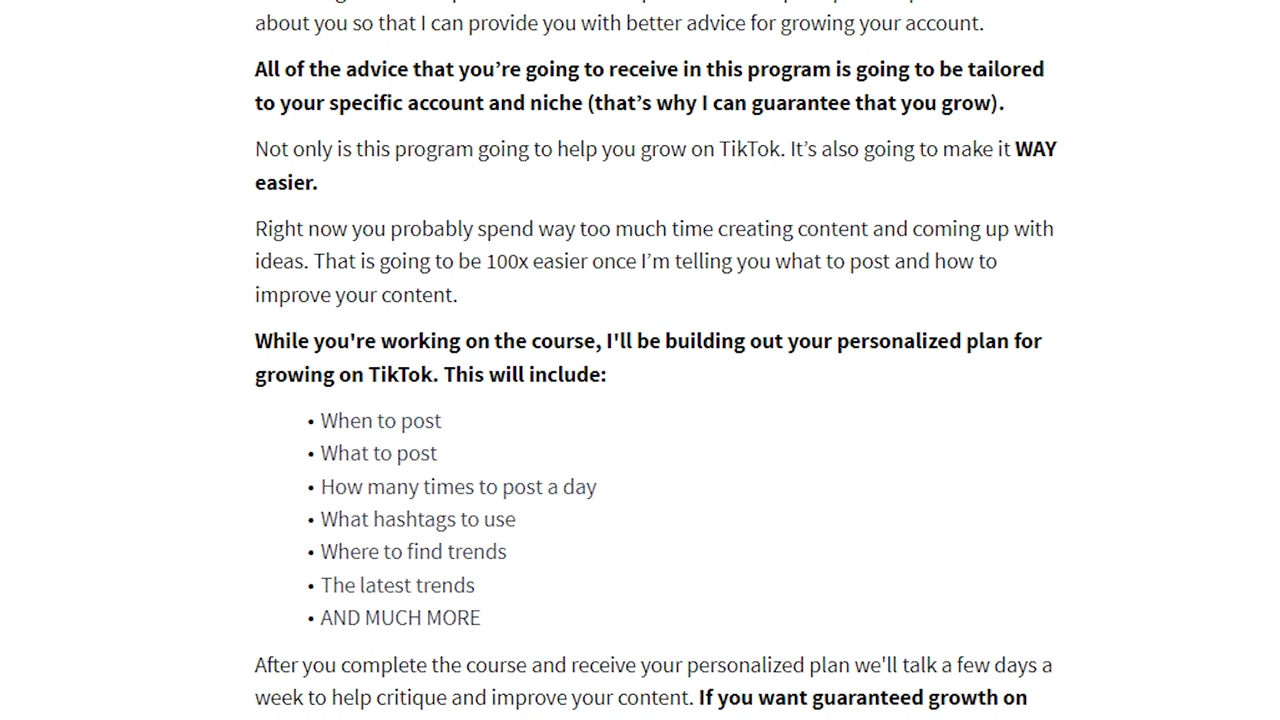 about you so that I can provide you with better advice for growing your account.
All of the advice that you’re going to receive in this program is going to be tailored
to your specific account and niche (that’s why I can guarantee that you grow).
Not only is this program going to help you grow on TikTok. It’s also going to make it WAY
easier.
Right now you probably spend way too much time creating content and coming up with
ideas. That is going to be 100x easier once I’m telling you what to post and how to
improve your content.
While you're working on the course, I'll be building out your personalized plan for
growing on TikTok. This will include:
• When to post
• What to post
• How many times to post a day
• What hashtags to use
• Where to find trends
• The latest trends
• AND MUCH MORE
After you complete the course and receive your personalized plan we'll talk a few days a
week to help critique and improve your content. If you want guaranteed growth on